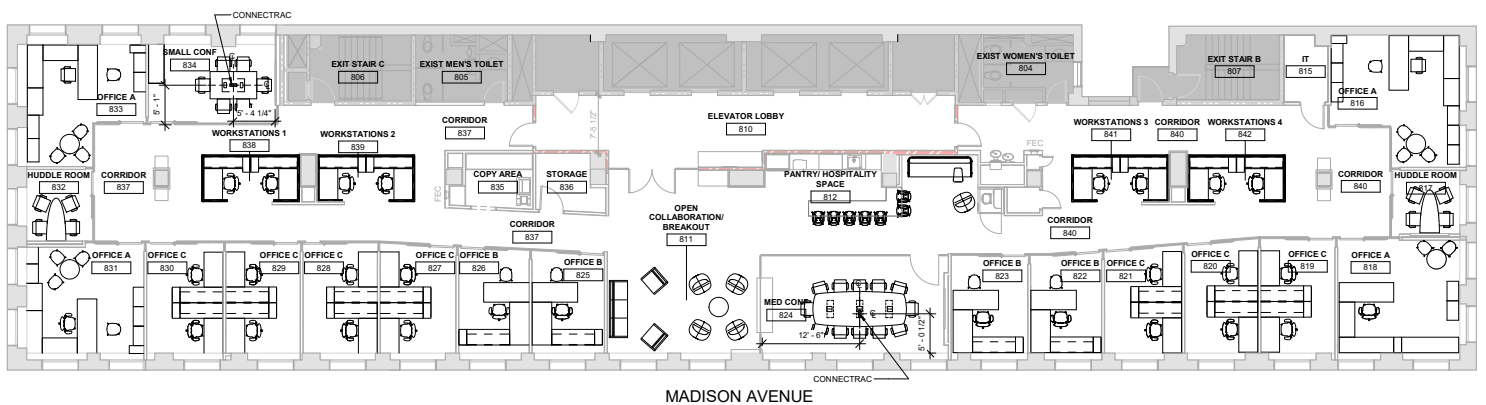 CONNECTRAC
SMALL CONF
834
EXIT STAIR C
806
EXIST MEN'S TOILET
805
EXIST WOMEN'S TOILET
804
EXIT STAIR B
807
IT
815
OFFICE A
833
5' - 1"
5' - 4 1/4"
OFFICE A
816
CORRIDOR
837
7'-5 1/2"
ELEVATOR LOBBY
810
WORKSTATIONS 1
838
WORKSTATIONS 2
839
WORKSTATIONS 3
841
CORRIDOR
840
WORKSTATIONS 4
842
FEC
HUDDLE ROOM
832
CORRIDOR
837
FEC
COPY AREA
835
STORAGE
836
PANTRY/ HOSPITALITY
SPACE
812
CORRIDOR
840
HUDDLE ROOM
817
OPEN
COLLABORATION/
BREAKOUT
811
CORRIDOR
837
CORRIDOR
840
OFFICE A
831
OFFICE C
830
OFFICE C
829
OFFICE C
828
OFFICE C
827
OFFICE B
826
OFFICE B
825
MED CONF
824
12' - 6"
5' - 0 1/2"
OFFICE B
823
OFFICE B
822
OFFICE C
821
OFFICE C
820
OFFICE C
819
OFFICE A
818
CONNECTRAC
MADISON AVENUE